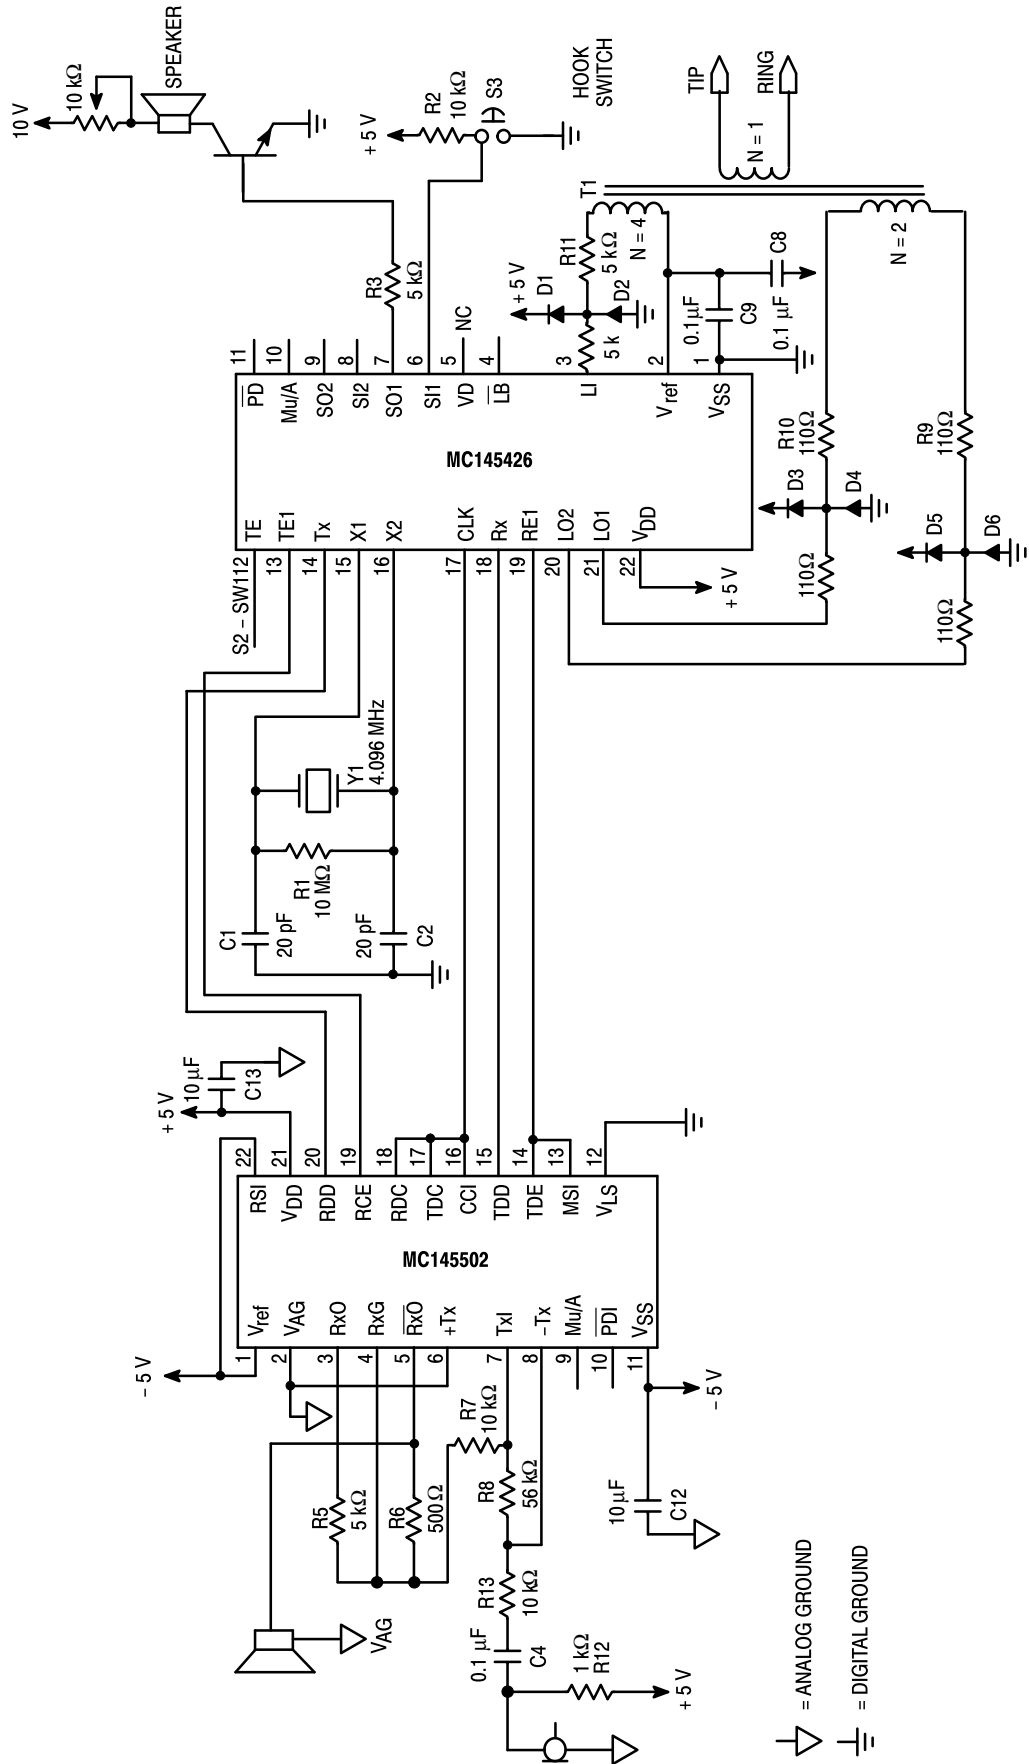 10 V
10 kΩ
SPEAKER
+ 5 V
R2
10 kΩ
S3
HOOK
SWITCH
TIP
RING
N = 1
T1
N = 4
N = 2
R3
5 kΩ
R11
5 kΩ
+ 5 V
D1
D2
5 k
C8
0.1 µF
C9
0.1 µF
NC
11
10
9
8
7
6
5
4
3
2
1
PD
Mu/A
SO2
SI2
SO1
SI1
VD
LB
LI
Vref
VSS
MC145426
TE
TE1
Tx
X1
X2
CLK
Rx
RE1
LO2
LO1
VDD
S2 – SW112
13
14
15
16
17
18
19
20
21
22
+ 5 V
R10
110Ω
D3
D4
110Ω
R9
110Ω
D5
D6
110Ω
Y1
4.096 MHz
R1
10 MΩ
C1
20 pF
20 pF
C2
+ 5 V
10 µF
C13
22
21
20
19
18
17
16
15
14
13
12
RSI
VDD
RDD
RCE
RDC
TDC
CCI
TDD
TDE
MSI
VLS
MC145502
Vref
VAG
RxO
RxG
RxO
+Tx
TxI
–Tx
Mu/A
PDI
VSS
1
2
3
4
5
6
7
8
9
10
11
– 5 V
– 5 V
R7
10 kΩ
R5
5 kΩ
R6
500 Ω
R8
56 kΩ
10 µF
C12
R13
10 kΩ
VAG
0.1 µF
C4
1 kΩ
R12
+ 5 V
= ANALOG GROUND
= DIGITAL GROUND